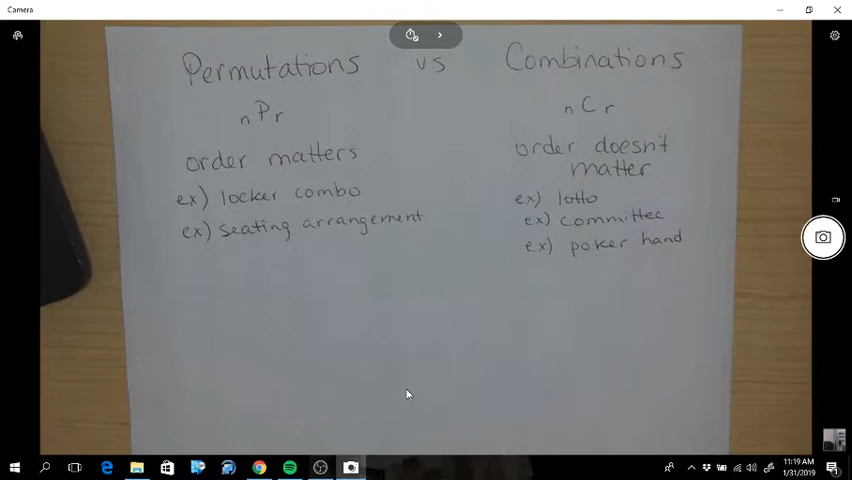 Camera
Permutations vs Combinations
nPr
nCr
order matters
order doesn't
matter
ex) locker combo
ex) lotto
ex) seating arrangement
ex) committee
ex) poker hand
11:19 AM
1/31/2019